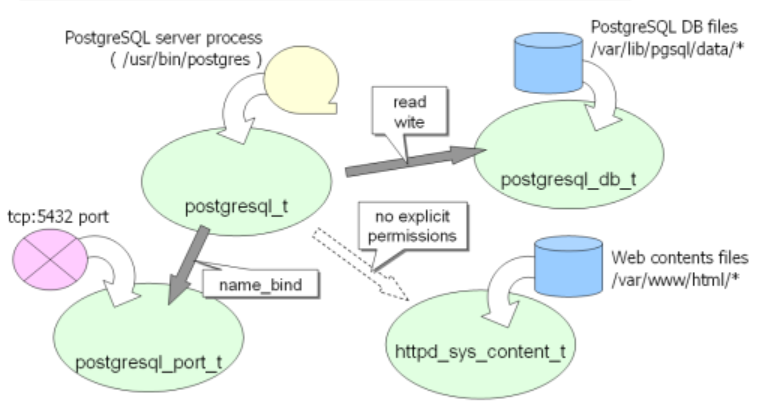 PostgreSQL server process
( /usr/bin/postgres )
PostgreSQL DB files
/var/lib/pgsql/data/*
read
wite
postgresql_t
postgresql_db_t
tcp:5432 port
no explicit
permissions
name_bind
Web contents files
/var/www/html/*
postgresql_port_t
httpd_sys_content_t